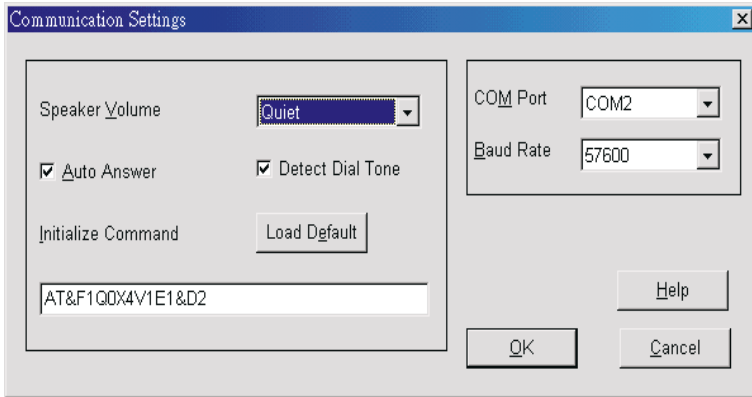 Communication Settings
Speaker Volume
Quiet
Auto Answer
Detect Dial Tone
Initialize Command
Load Default
AT&F1Q0X4V1E1&D2
COM Port
COM2
Baud Rate
57600
Help
OK
Cancel